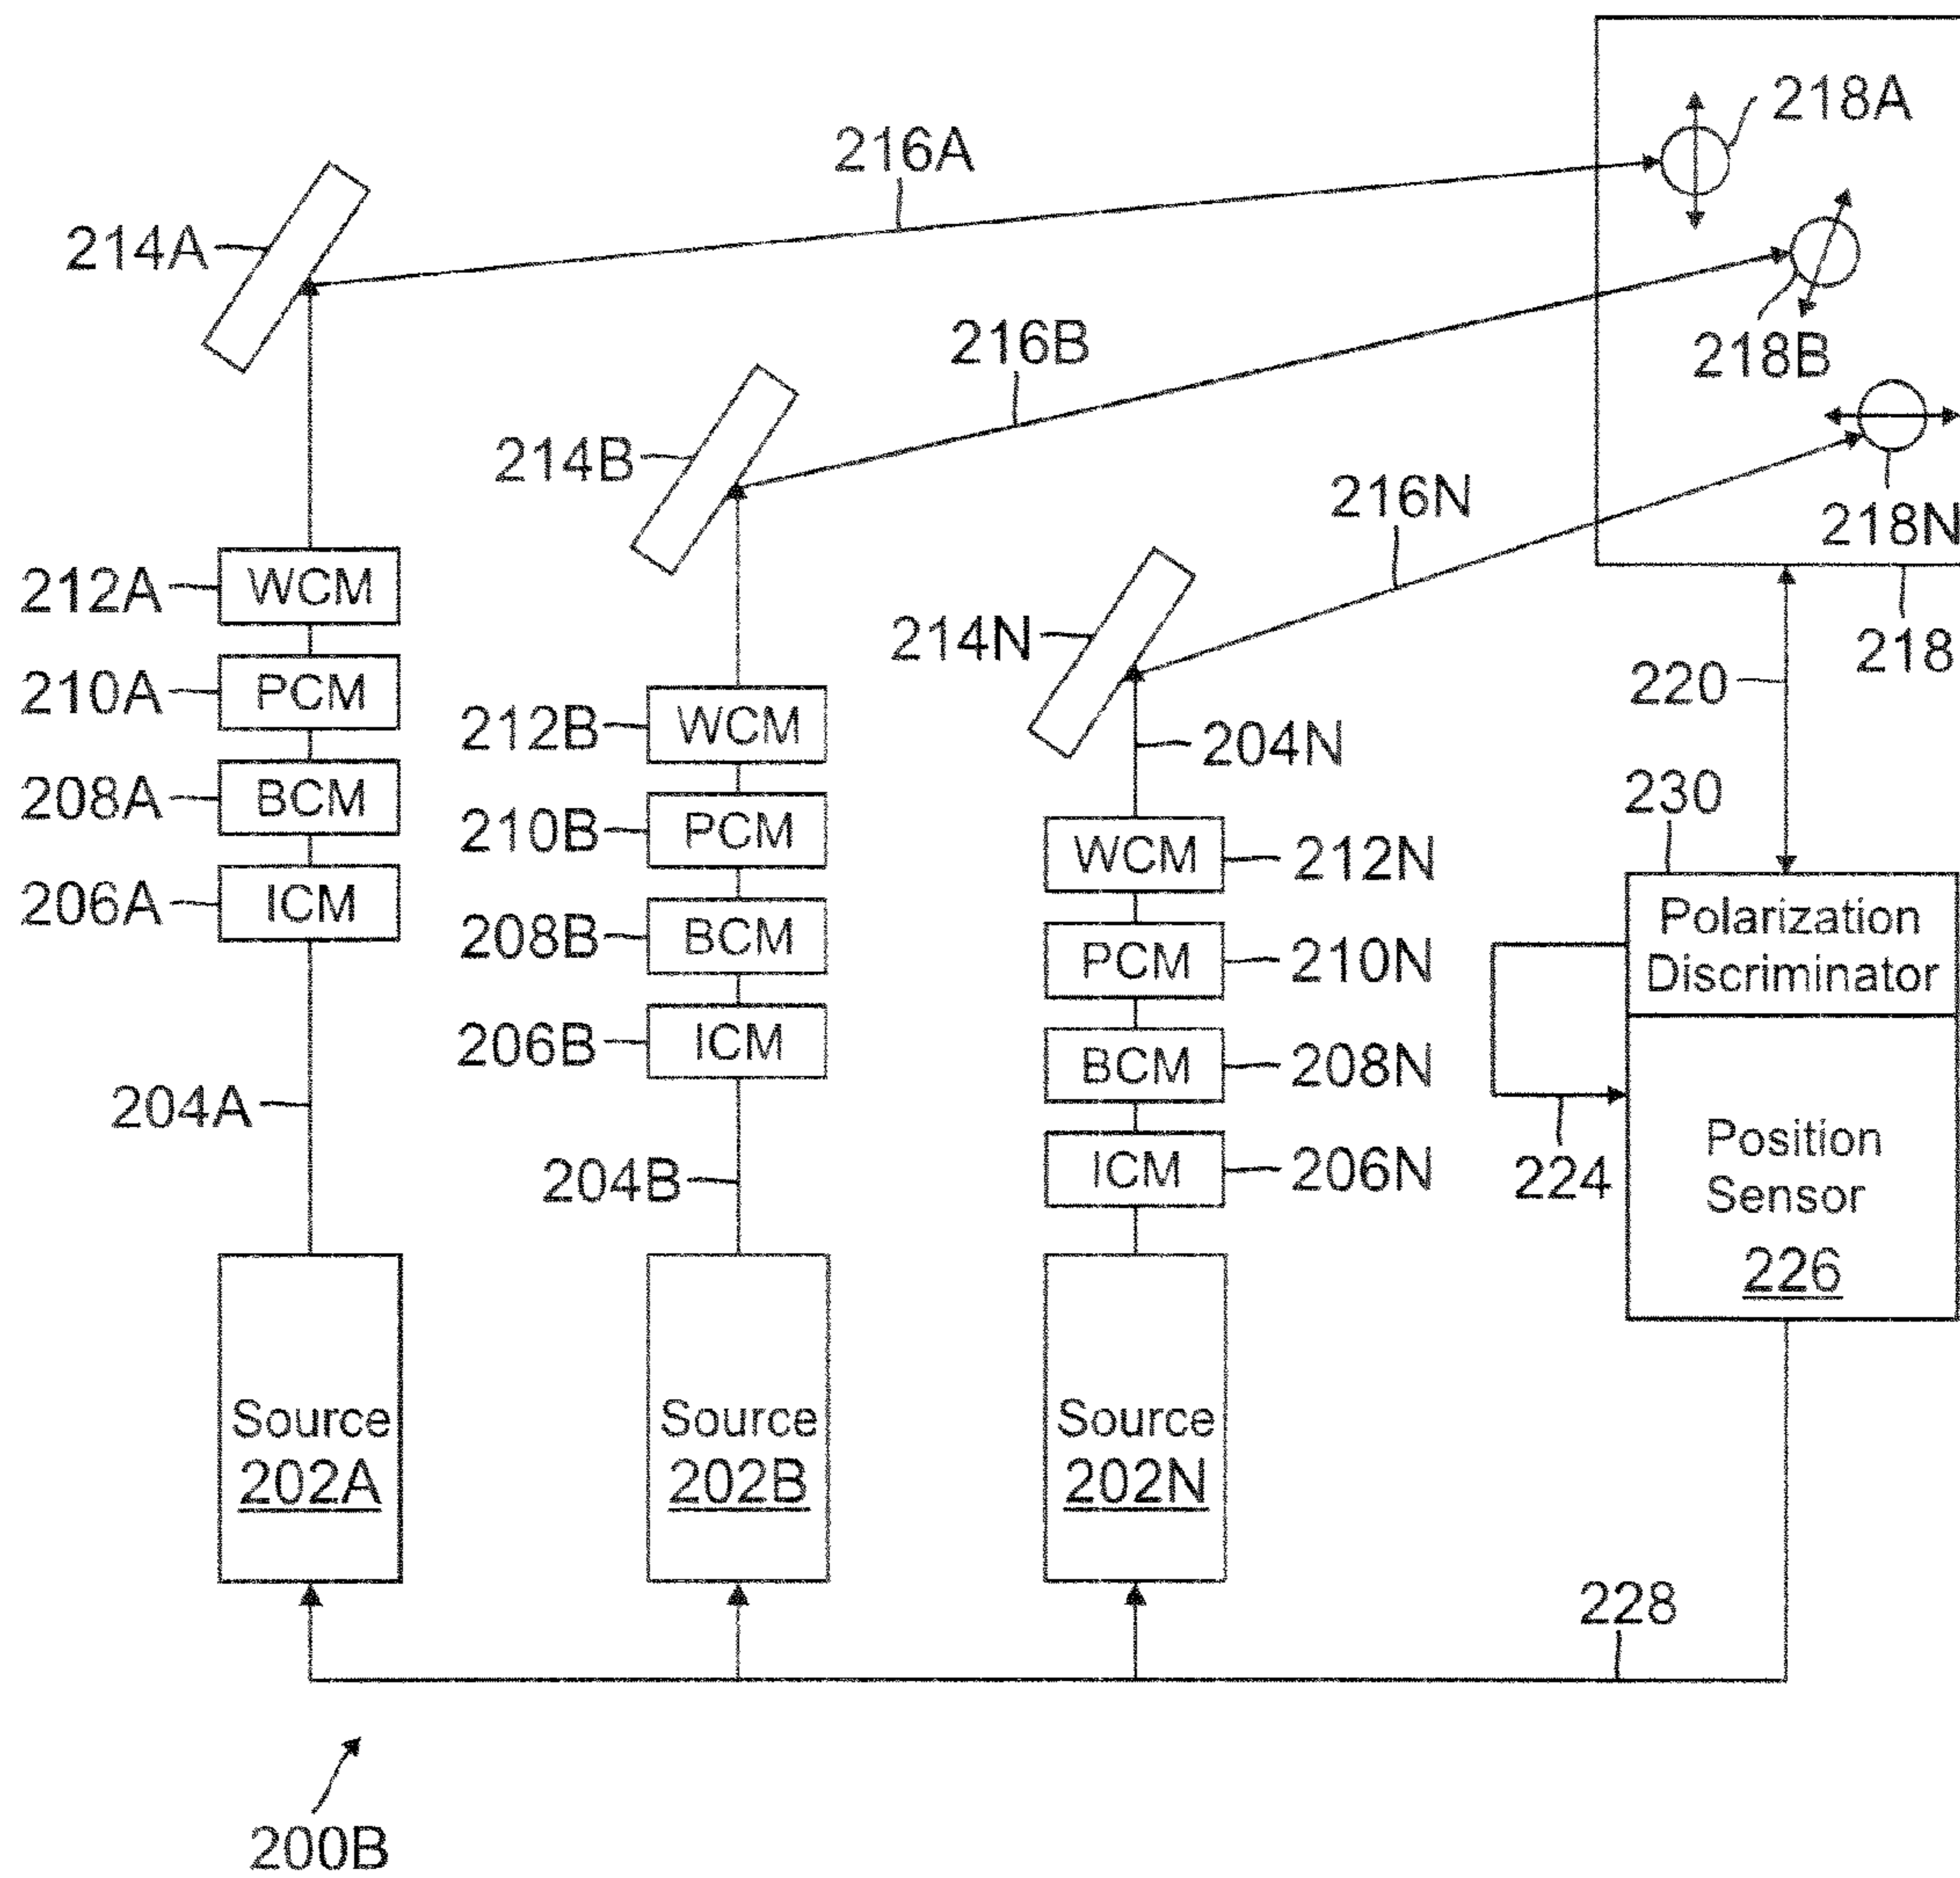 218A
216A
214A
216B
218B
214B
216N
218N
212A WCM
214N
218
210A PCM
220
212B WCM
204N
208A BCM
230
210B PCM
WCM 212N
206A ICM
Polarization
Discriminator
208B BCM
PCM 210N
206B ICM
BCM 208N
204A
Position
Sensor
226
204B
ICM 206N
224
Source
202A
Source
202B
Source
202N
228
200B